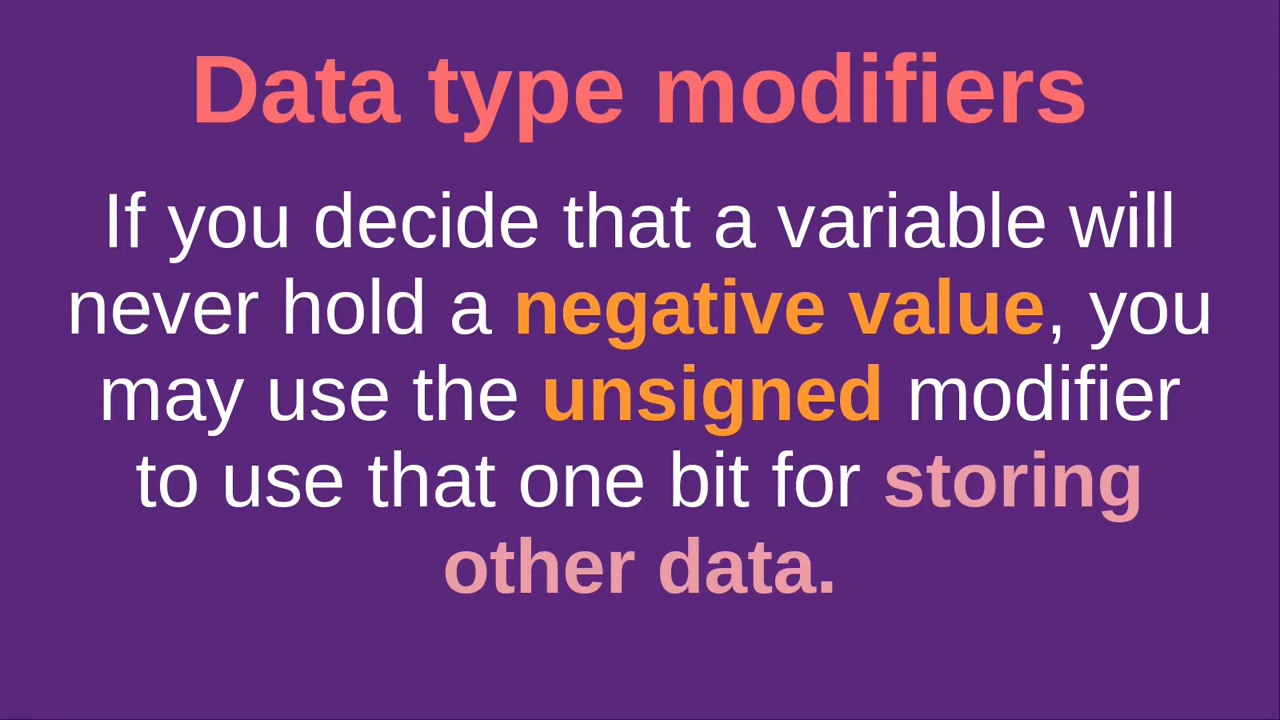 Data type modifiers
If you decide that a variable will
never hold a negative value, you
may use the unsigned modifier
to use that one bit for storing
other data.